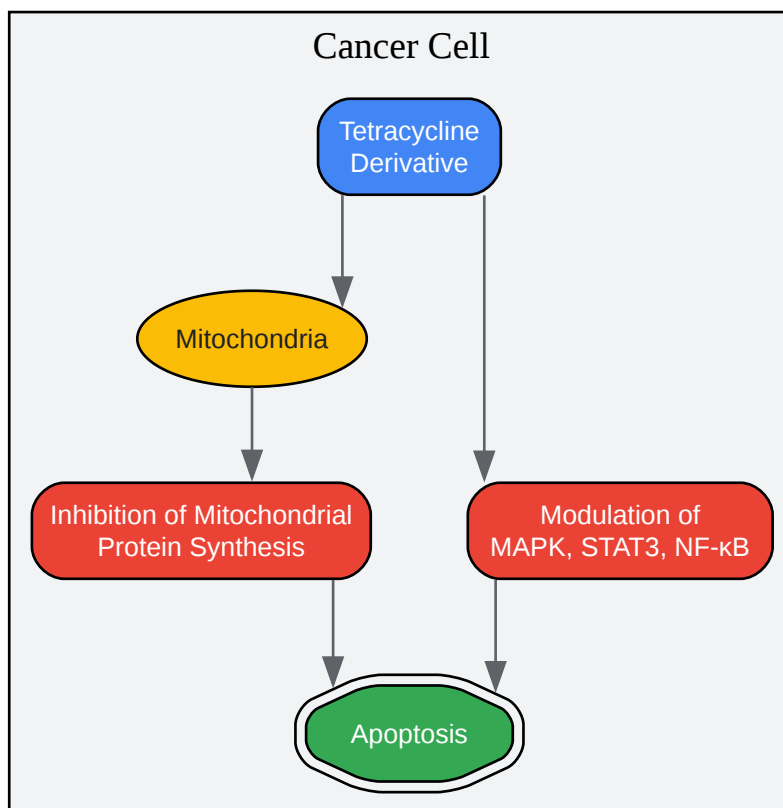 Cancer Cell
Tetracycline
Derivative
Mitochondria
Inhibition of Mitochondrial
Protein Synthesis
Modulation of
MAPK, STAT3, NF-κB
Apoptosis